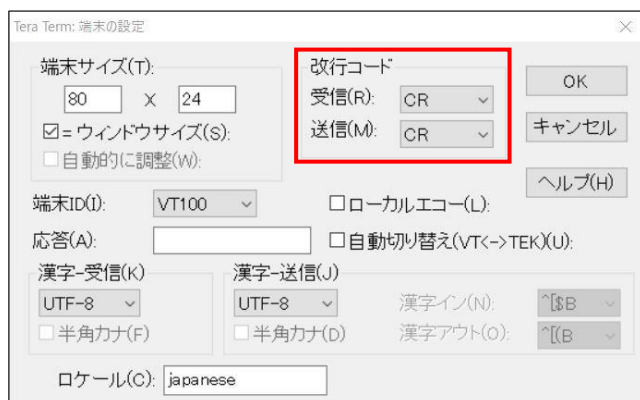 Tera Term: 端末の設定
端末サイズ(T):
80 X 24
=ウィンドウサイズ(S):
自動的に調整(W):
改行コード
受信(R): CR
送信(M): CR
OK
キャンセル
ヘルプ(H)
端末ID(I): VT100
ローカルエコー(L):
応答(A):
自動切り替え(VT<->TEK)(U):
漢字-受信(K)
UTF-8
半角カナ(F)
漢字-送信(J)
UTF-8
半角カナ(D)
漢字イン(N): ^[$B
漢字アウト(O): ^[(B
ロケール(C): japanese